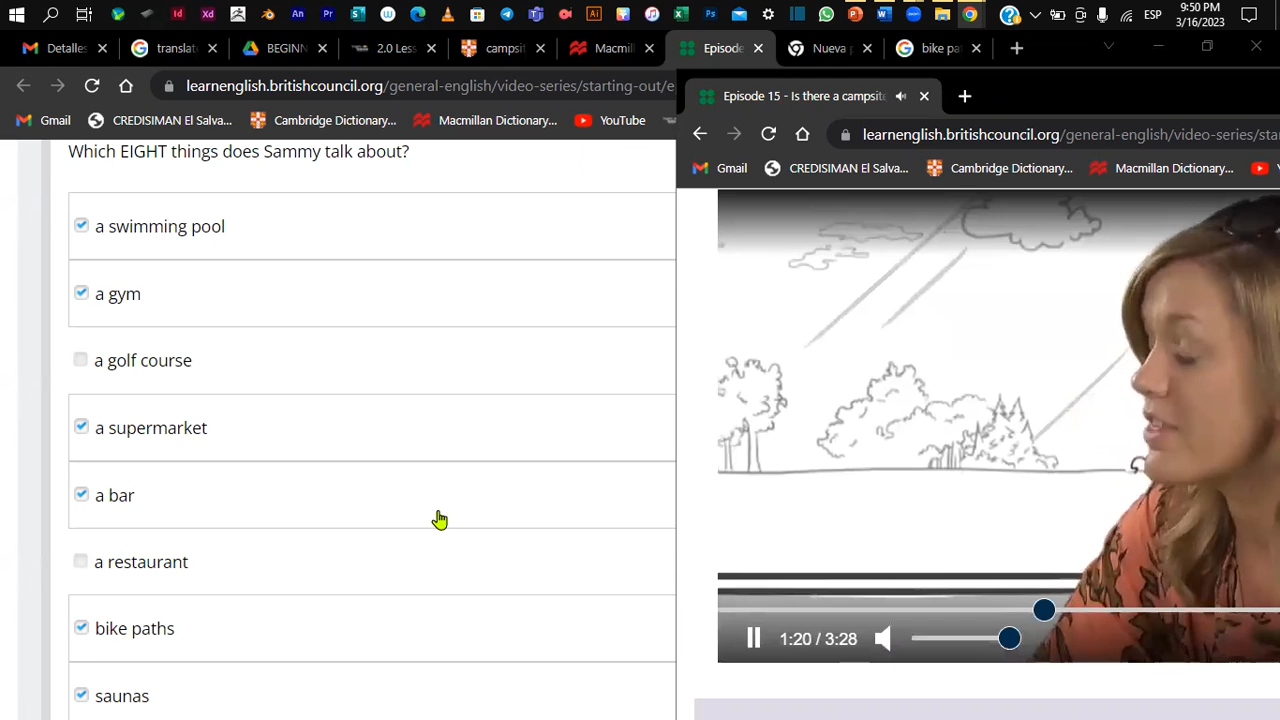 ESP
9:50 PM
3/16/2023
Detalles
translate
BEGINN
2.0 Less
campsit
Macmill
Episode
Nueva p
bike pat
learnenglish.britishcouncil.org/general-english/video-series/starting-out/e
Episode 15 - Is there a campsite
Gmail
CREDISIMAN El Salva...
Cambridge Dictionary...
Macmillan Dictionary...
YouTube
learnenglish.britishcouncil.org/general-english/video-series/sta
Gmail
CREDISIMAN El Salva...
Cambridge Dictionary...
Macmillan Dictionary...
Which EIGHT things does Sammy talk about?
a swimming pool
a gym
a golf course
a supermarket
a bar
a restaurant
bike paths
saunas
1:20 / 3:28